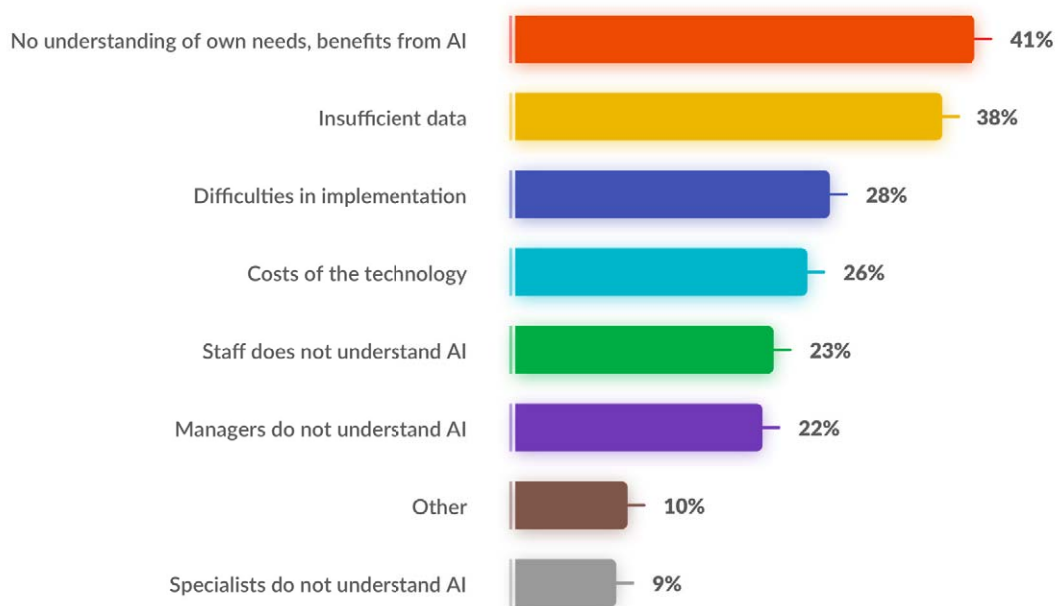 No understanding of own needs, benefits from AI 41%
Insufficient data 38%
Difficulties in implementation 28%
Costs of the technology 26%
Staff does not understand AI 23%
Managers do not understand AI 22%
Other 10%
Specialists do not understand AI 9%